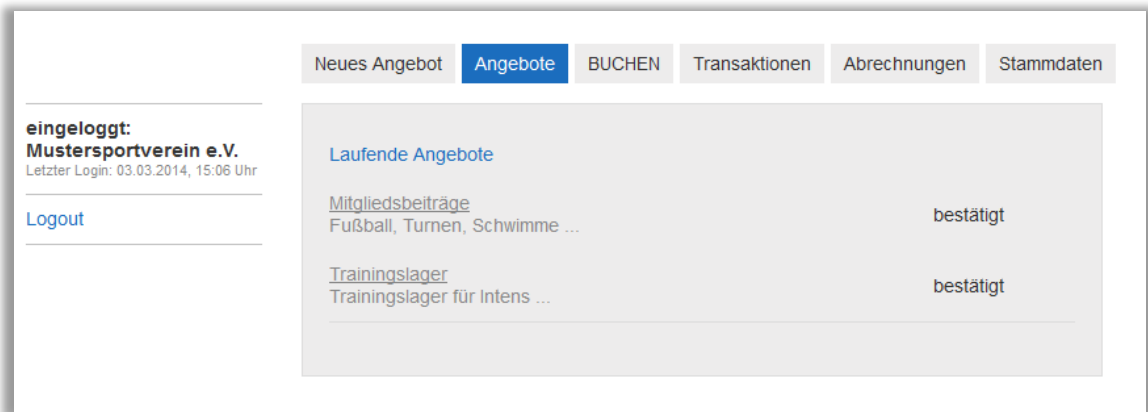 Neues Angebot Angebote BUCHEN Transaktionen Abrechnungen Stammdaten
eingeloggt:
Mustersportverein e.V.
Letzter Login: 03.03.2014, 15:06 Uhr
Logout
Laufende Angebote
Mitgliedsbeiträge
Fußball, Turnen, Schwimme ...
bestätigt
Trainingslager
Trainingslager für Intens ...
bestätigt